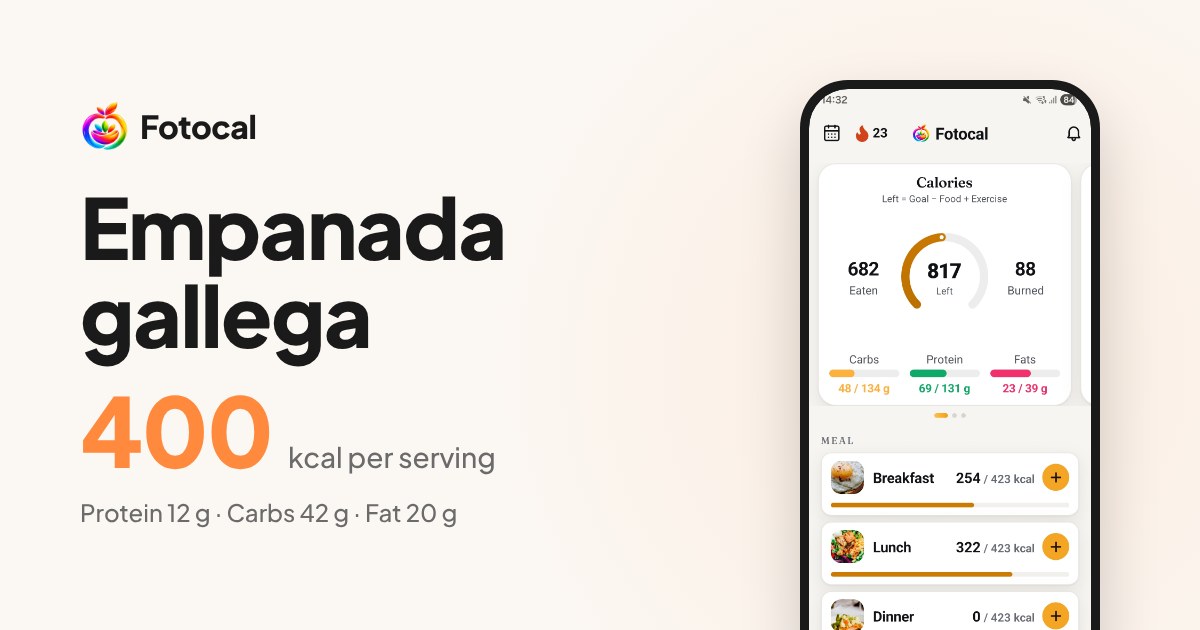 Fotocal
Empanada
gallega
400 kcal per serving
Protein 12 g · Carbs 42 g · Fat 20 g
14:32
84
23
Fotocal
Calories
Left = Goal − Food + Exercise
682
Eaten
817
Left
88
Burned
Carbs
48 / 134 g
Protein
69 / 131 g
Fats
23 / 39 g
MEAL
Breakfast 254 / 423 kcal +
Lunch 322 / 423 kcal +
Dinner 0 / 423 kcal +